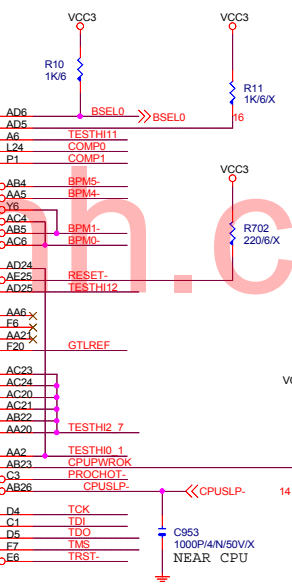 VCC3 VCC3
R10
1K/6
R11
1K/6/X
AD6 BSEL0 BSEL0
AD5 16
A6 TESTHI11
L24 COMP0
P1 COMP1
VCC3
AB4 BPM5-
AA5 BPM4-
Y6
AC4
AB5 BPM1-
AC6 BPM0-
R702
220/6/X
AD24
AE25 RESET-
AD25 TESTHI12
AA6
F6
AA21
F20 GTLREF
AC23
AC24
AC20
AC21
AB22
AA20 TESTHI2_7
AA2 TESTHI0_1
AB23 CPUPWROK
C3 PROCHOT-
AB26 CPUSLP- CPUSLP- 14
D4 TCK
C1 TDI
D5 TDO
F7 TMS
E6 TRST-
C953
1000P/4/N/50V/X
NEAR CPU
nh.c